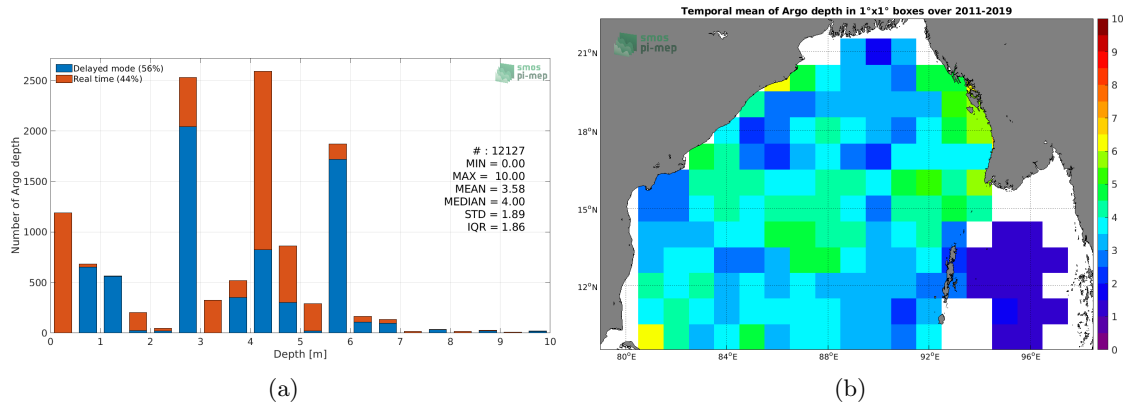 Temporal mean of Argo depth in 1°x1° boxes over 2011-2019
Delayed mode (56%)
Real time (44%)
smos
pi-mep
# : 12127
MIN = 0.00
MAX = 10.00
MEAN = 3.58
MEDIAN = 4.00
STD = 1.89
IQR = 1.86
Number of Argo depth
2500
2000
1500
1000
500
0
0 1 2 3 4 5 6 7 8 9 10
Depth [m]
(a)
smos
pi-mep
21°N
18°N
15°N
12°N
80°E 84°E 88°E 92°E 96°E
10
9
8
7
6
5
4
3
2
1
0
(b)